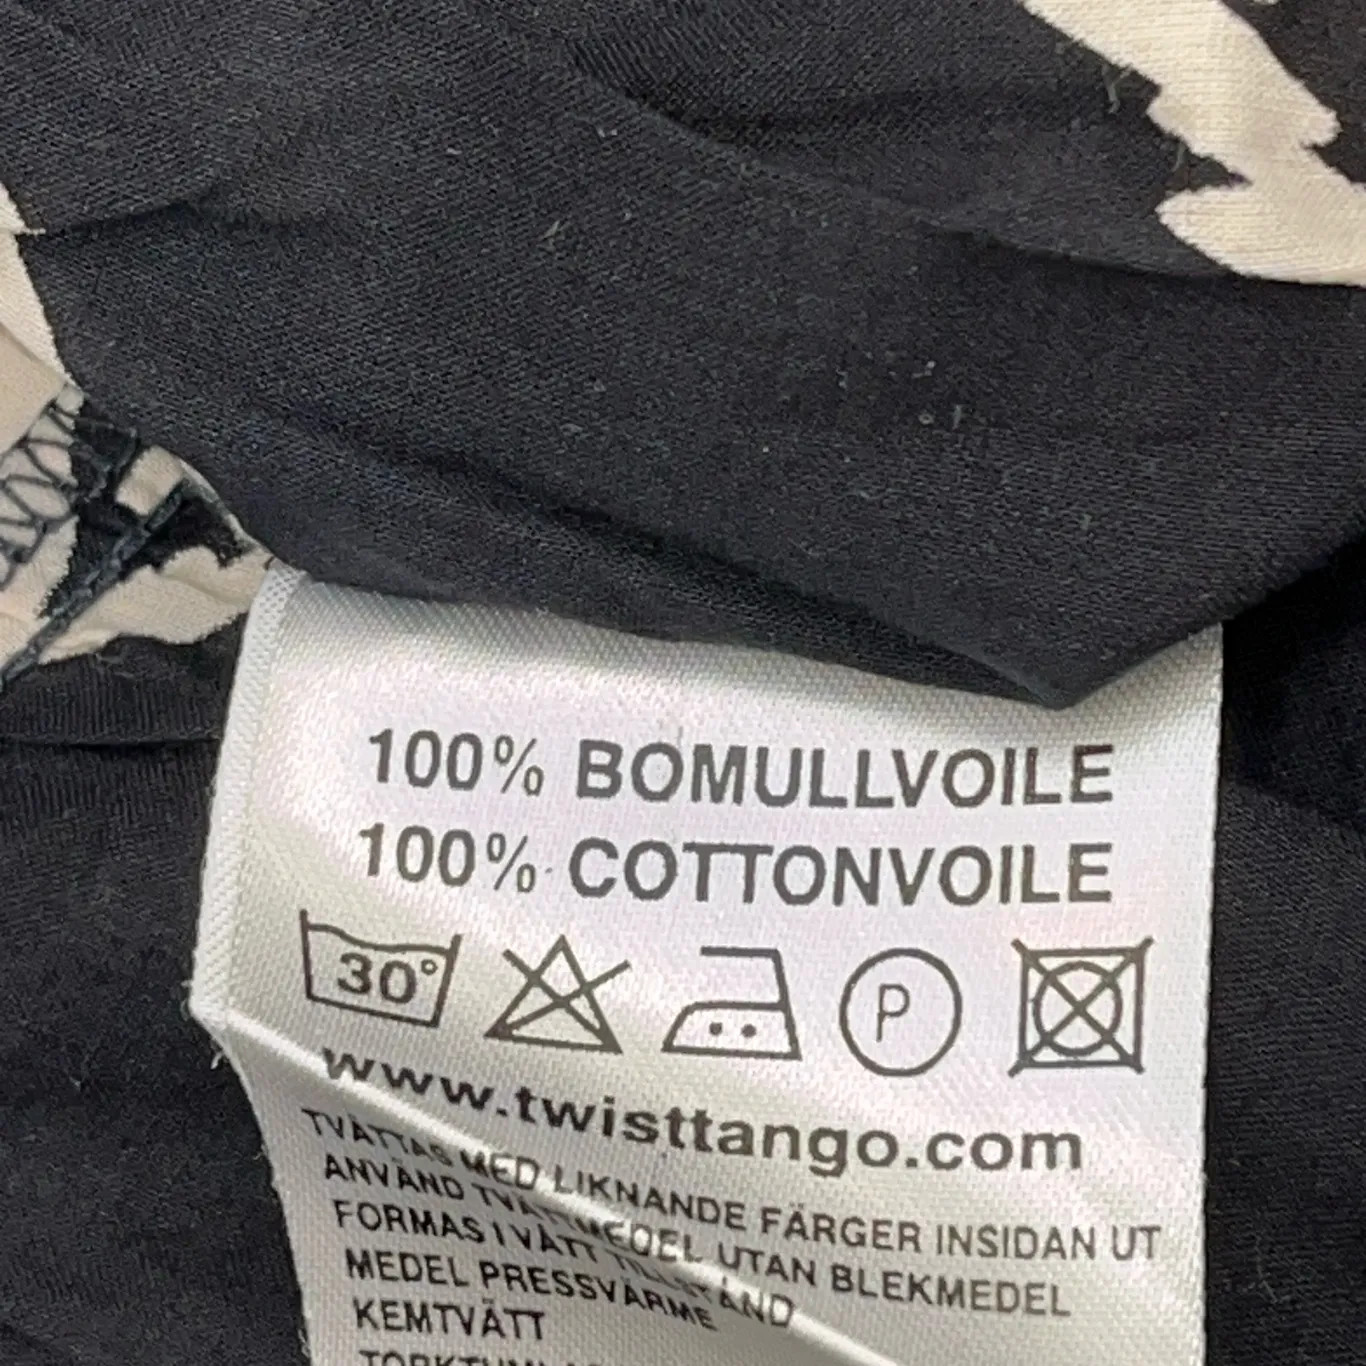 100% BOMULLVOILE
100% COTTONVOILE
30°
P
www.twisttango.com
TVÄTTAS MED LIKNANDE FÄRGER INSIDAN UT
ANVÄND TVÄTTMEDEL UTAN BLEKMEDEL
FORMAS I VÅTT TILLSTÅND
MEDEL PRESSVÄRME
KEMTVÄTT